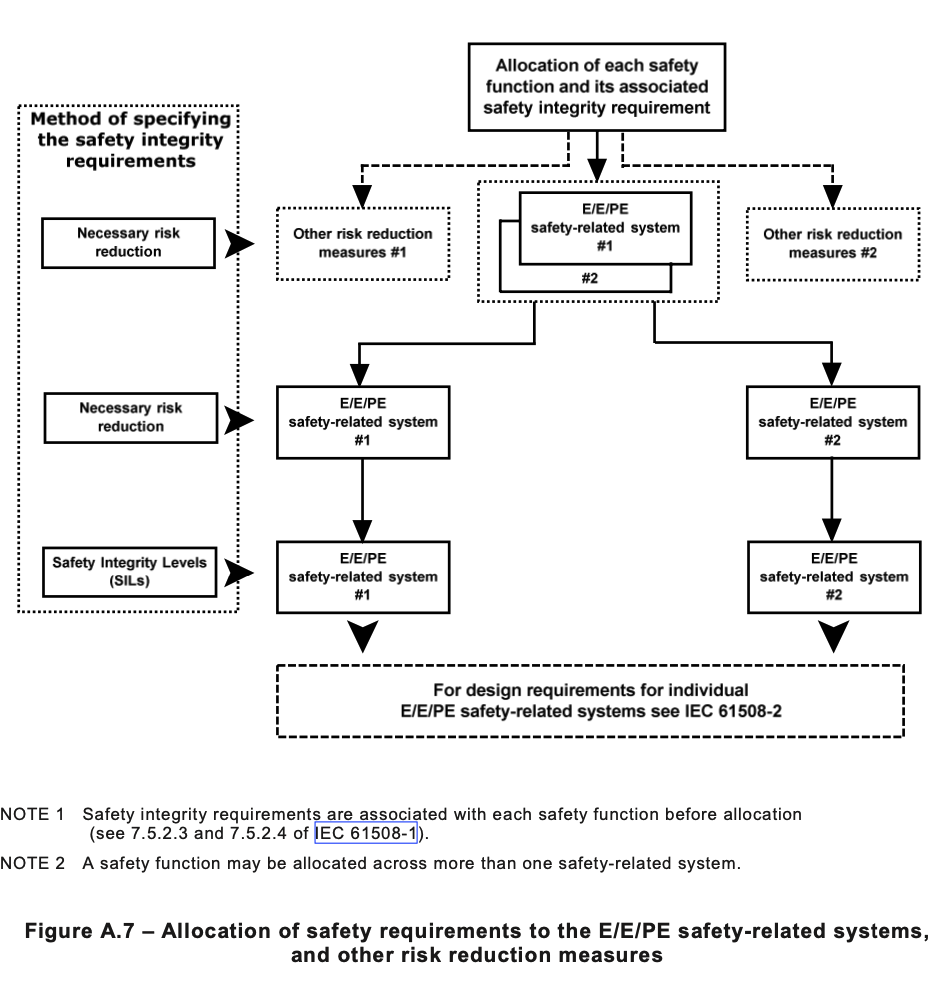 Allocation of each safety
function and its associated
safety integrity requirement
Method of specifying
the safety integrity
requirements
Necessary risk
reduction
Other risk reduction
measures #1
E/E/PE
safety-related system
#1
#2
Other risk reduction
measures #2
Necessary risk
reduction
E/E/PE
safety-related system
#1
E/E/PE
safety-related system
#2
Safety Integrity Levels
(SILs)
E/E/PE
safety-related system
#1
E/E/PE
safety-related system
#2
For design requirements for individual
E/E/PE safety-related systems see IEC 61508-2
NOTE 1 Safety integrity requirements are associated with each safety function before allocation
(see 7.5.2.3 and 7.5.2.4 of IEC 61508-1).
NOTE 2 A safety function may be allocated across more than one safety-related system.
Figure A.7 – Allocation of safety requirements to the E/E/PE safety-related systems,
and other risk reduction measures